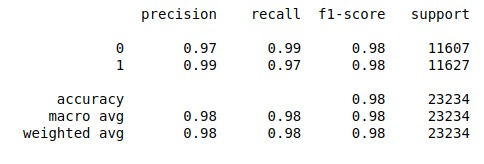 precision recall f1-score support
0 0.97 0.99 0.98 11607
1 0.99 0.97 0.98 11627
accuracy 0.98 23234
macro avg 0.98 0.98 0.98 23234
weighted avg 0.98 0.98 0.98 23234